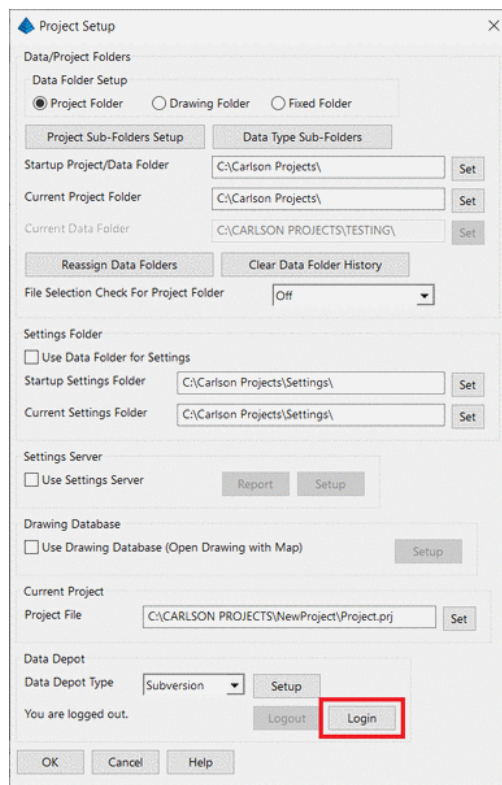 Project Setup
Data/Project Folders
Data Folder Setup
Project Folder Drawing Folder Fixed Folder
Project Sub-Folders Setup Data Type Sub-Folders
Startup Project/Data Folder C:\Carlson Projects\ Set
Current Project Folder C:\Carlson Projects\ Set
Current Data Folder C:\CARLSON PROJECTS\TESTING\ Set
Reassign Data Folders Clear Data Folder History
File Selection Check For Project Folder Off
Settings Folder
Use Data Folder for Settings
Startup Settings Folder C:\Carlson Projects\Settings\ Set
Current Settings Folder C:\Carlson Projects\Settings\ Set
Settings Server
Use Settings Server Report Setup
Drawing Database
Use Drawing Database (Open Drawing with Map) Setup
Current Project
Project File C:\CARLSON PROJECTS\NewProject\Project.prj Set
Data Depot
Data Depot Type Subversion Setup
You are logged out. Logout Login
OK Cancel Help